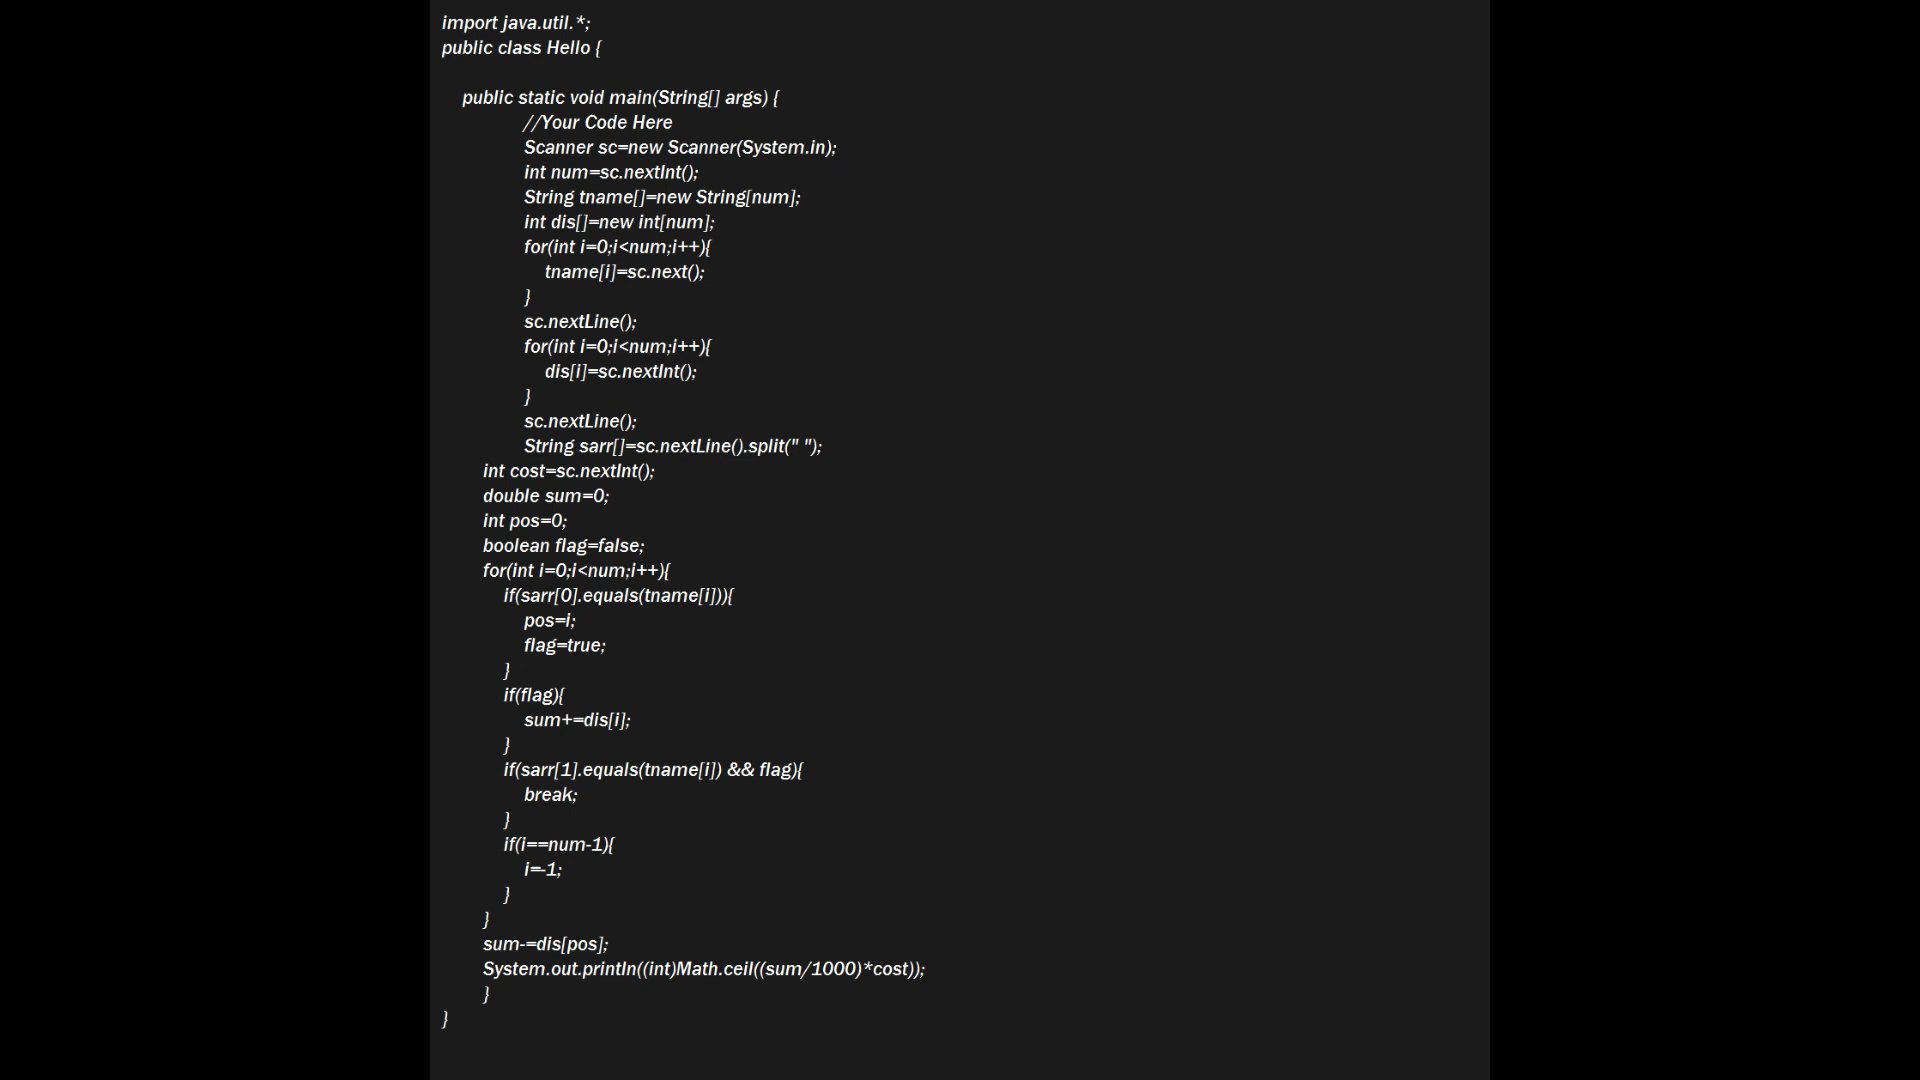 import java.util.*;
public class Hello {
public static void main(String[] args) {
//Your Code Here
Scanner sc=new Scanner(System.in);
int num=sc.nextInt();
String tname[]=new String[num];
int dis[]=new int[num];
for(int i=0;i<num;i++){
tname[i]=sc.next();
}
sc.nextLine();
for(int i=0;i<num;i++){
dis[i]=sc.nextInt();
}
sc.nextLine();
String sarr[]=sc.nextLine().split(" ");
int cost=sc.nextInt();
double sum=0;
int pos=0;
boolean flag=false;
for(int i=0;i<num;i++){
if(sarr[0].equals(tname[i])){
pos=i;
flag=true;
}
if(flag){
sum+=dis[i];
}
if(sarr[1].equals(tname[i]) && flag){
break;
}
if(i==num-1){
i=-1;
}
}
sum-=dis[pos];
System.out.println((int)Math.ceil((sum/1000)*cost));
}
}